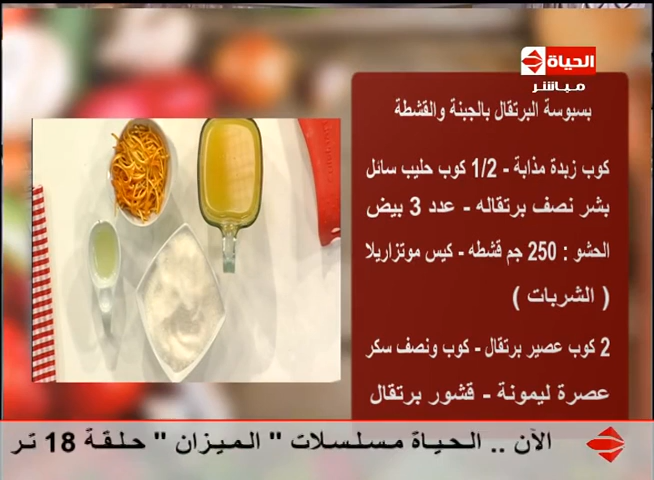 الحياة
مباشر
بسبوسة البرتقال بالجبنة والقشطة
كوب زبدة مذابة - 1/2 كوب حليب سائل
بشر نصف برتقاله - عدد 3 بيض
الحشو : 250 جم قشطه - كيس موتزاريلا
( الشربات )
2 كوب عصير برتقال - كوب ونصف سكر
عصرة ليمونة - قشور برتقال
الآن .. الحياة مسلسلات " الميزان " حلقة 18 تر